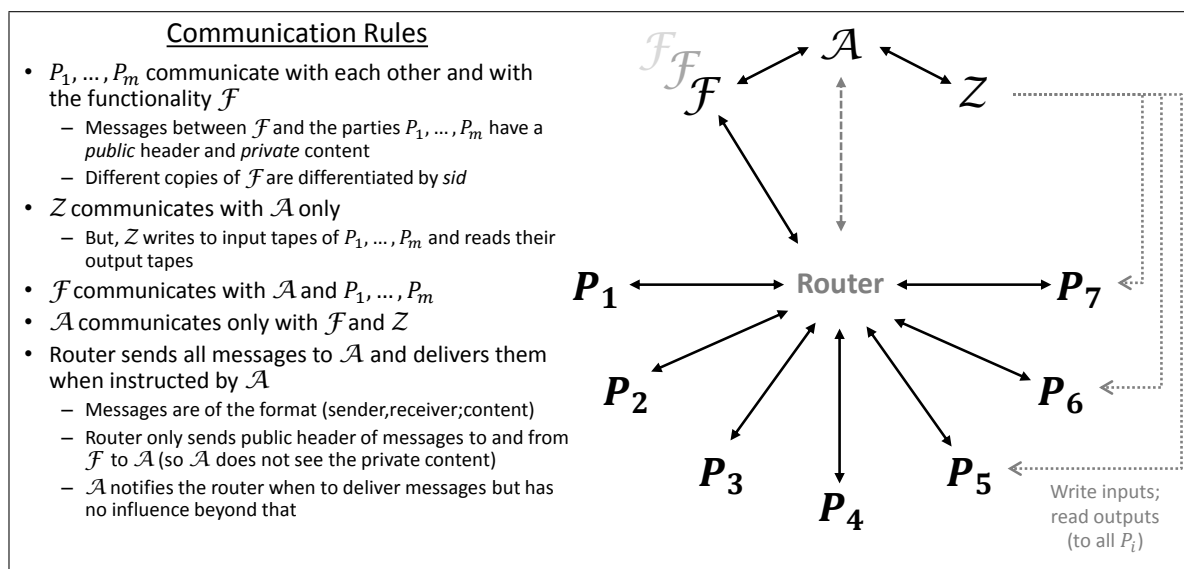 Communication Rules
• P₁, … , Pₘ communicate with each other and with
the functionality ℱ
– Messages between ℱ and the parties P₁, … , Pₘ have a
public header and private content
– Different copies of ℱ are differentiated by sid
• 𝒵 communicates with 𝒜 only
– But, 𝒵 writes to input tapes of P₁, … , Pₘ and reads their
output tapes
• ℱ communicates with 𝒜 and P₁, … , Pₘ
• 𝒜 communicates only with ℱ and 𝒵
• Router sends all messages to 𝒜 and delivers them
when instructed by 𝒜
– Messages are of the format (sender,receiver;content)
– Router only sends public header of messages to and from
ℱ to 𝒜 (so 𝒜 does not see the private content)
– 𝒜 notifies the router when to deliver messages but has
no influence beyond that
𝒜
ℱ
ℱ
ℱ
𝒵
P₁
Router
P₇
P₂
P₆
P₃
P₅
P₄
Write inputs;
read outputs
(to all Pᵢ)